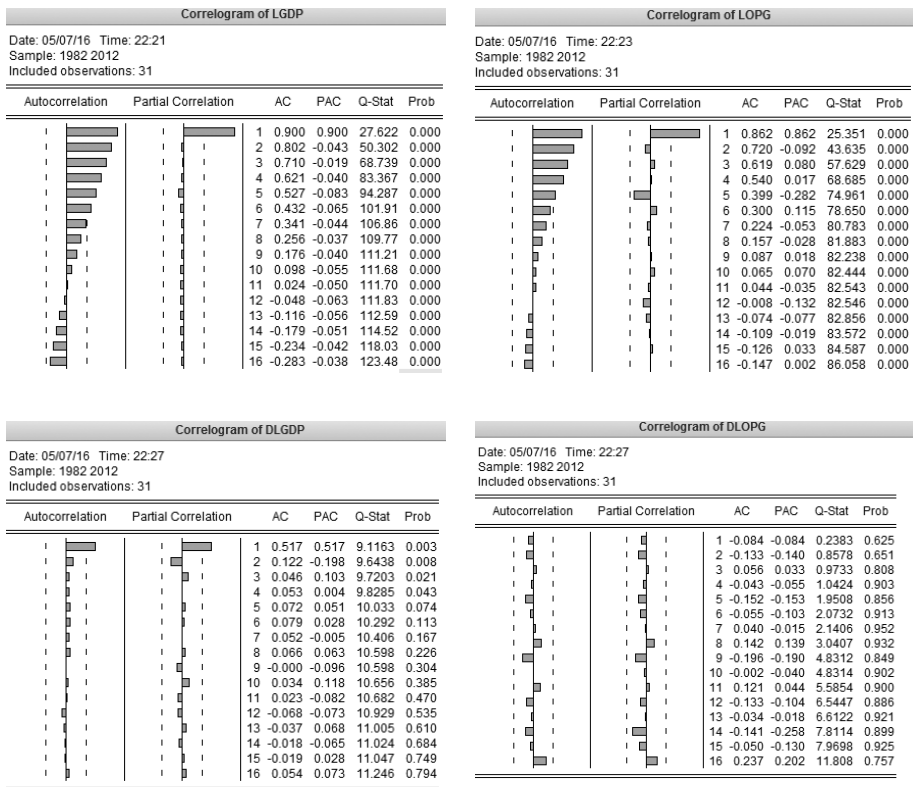 Correlogram of LGDP
Date: 05/07/16 Time: 22:21
Sample: 1982 2012
Included observations: 31
Autocorrelation Partial Correlation AC PAC Q-Stat Prob
1 0.900 0.900 27.622 0.000
2 0.802 -0.043 50.302 0.000
3 0.710 -0.019 68.739 0.000
4 0.621 -0.040 83.367 0.000
5 0.527 -0.083 94.287 0.000
6 0.432 -0.065 101.91 0.000
7 0.341 -0.044 106.86 0.000
8 0.256 -0.037 109.77 0.000
9 0.176 -0.040 111.21 0.000
10 0.098 -0.055 111.68 0.000
11 0.024 -0.050 111.70 0.000
12 -0.048 -0.063 111.83 0.000
13 -0.116 -0.056 112.59 0.000
14 -0.179 -0.051 114.52 0.000
15 -0.234 -0.042 118.03 0.000
16 -0.283 -0.038 123.48 0.000
Correlogram of LOPG
Date: 05/07/16 Time: 22:23
Sample: 1982 2012
Included observations: 31
Autocorrelation Partial Correlation AC PAC Q-Stat Prob
1 0.862 0.862 25.351 0.000
2 0.720 -0.092 43.635 0.000
3 0.619 0.080 57.629 0.000
4 0.540 0.017 68.685 0.000
5 0.399 -0.282 74.961 0.000
6 0.300 0.115 78.650 0.000
7 0.224 -0.053 80.783 0.000
8 0.157 -0.028 81.883 0.000
9 0.087 0.018 82.238 0.000
10 0.065 0.070 82.444 0.000
11 0.044 -0.035 82.543 0.000
12 -0.008 -0.132 82.546 0.000
13 -0.074 -0.077 82.856 0.000
14 -0.109 -0.019 83.572 0.000
15 -0.126 0.033 84.587 0.000
16 -0.147 0.002 86.058 0.000
Correlogram of DLGDP
Date: 05/07/16 Time: 22:27
Sample: 1982 2012
Included observations: 31
Autocorrelation Partial Correlation AC PAC Q-Stat Prob
1 0.517 0.517 9.1163 0.003
2 0.122 -0.198 9.6438 0.008
3 0.046 0.103 9.7203 0.021
4 0.053 0.004 9.8285 0.043
5 0.072 0.051 10.033 0.074
6 0.079 0.028 10.292 0.113
7 0.052 -0.005 10.406 0.167
8 0.066 0.063 10.598 0.226
9 -0.000 -0.096 10.598 0.304
10 0.034 0.118 10.656 0.385
11 0.023 -0.082 10.682 0.470
12 -0.068 -0.073 10.929 0.535
13 -0.037 0.068 11.005 0.610
14 -0.018 -0.065 11.024 0.684
15 -0.019 0.028 11.047 0.749
16 0.054 0.073 11.246 0.794
Correlogram of DLOPG
Date: 05/07/16 Time: 22:27
Sample: 1982 2012
Included observations: 31
Autocorrelation Partial Correlation AC PAC Q-Stat Prob
1 -0.084 -0.084 0.2383 0.625
2 -0.133 -0.140 0.8578 0.651
3 0.056 0.033 0.9733 0.808
4 -0.043 -0.055 1.0424 0.903
5 -0.152 -0.153 1.9508 0.856
6 -0.055 -0.103 2.0732 0.913
7 0.040 -0.015 2.1406 0.952
8 0.142 0.139 3.0407 0.932
9 -0.196 -0.190 4.8312 0.849
10 -0.002 -0.040 4.8314 0.902
11 0.121 0.044 5.5854 0.900
12 -0.133 -0.104 6.5447 0.886
13 -0.034 -0.018 6.6122 0.921
14 -0.141 -0.258 7.8114 0.899
15 -0.050 -0.130 7.9698 0.925
16 0.237 0.202 11.808 0.757